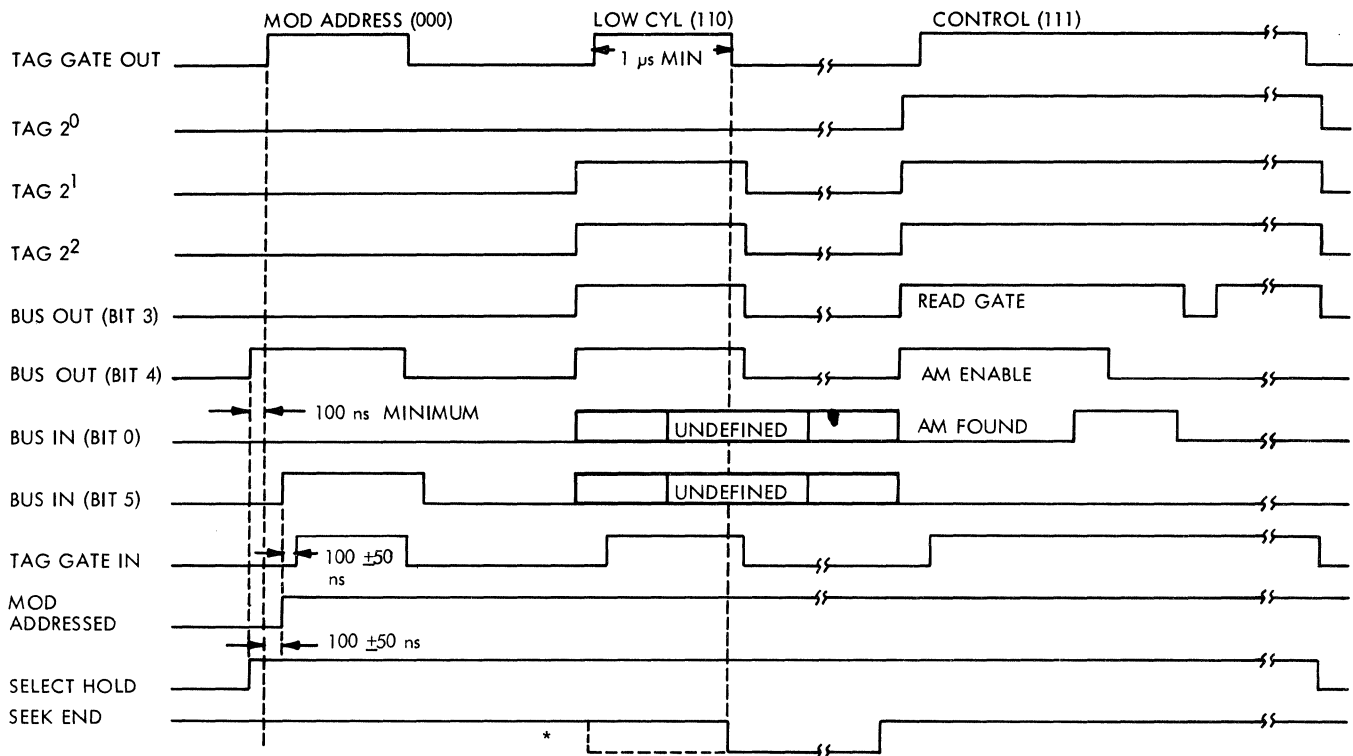 MOD ADDRESS (000) LOW CYL (110) CONTROL (111)
TAG GATE OUT
1 µs MIN
TAG 2⁰
TAG 2¹
TAG 2²
BUS OUT (BIT 3)
READ GATE
BUS OUT (BIT 4)
AM ENABLE
100 ns MINIMUM
BUS IN (BIT 0)
UNDEFINED
AM FOUND
BUS IN (BIT 5)
UNDEFINED
TAG GATE IN
100 ±50
ns
MOD
ADDRESSED
100 ±50 ns
SELECT HOLD
SEEK END
*